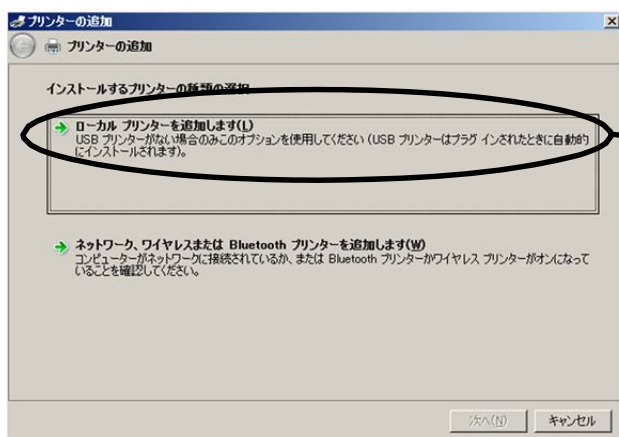 プリンターの追加
プリンターの追加
インストールするプリンターの種類の選択
ローカル プリンターを追加します(L)
USB プリンターがない場合のみこのオプションを使用してください (USB プリンターはプラグ インされたときに自動的
にインストールされます)。
ネットワーク、ワイヤレスまたは Bluetooth プリンターを追加します(W)
コンピューターがネットワークに接続されているか、または Bluetooth プリンターかワイヤレス プリンターがオンになって
いることを確認してください。
次へ(N)
キャンセル